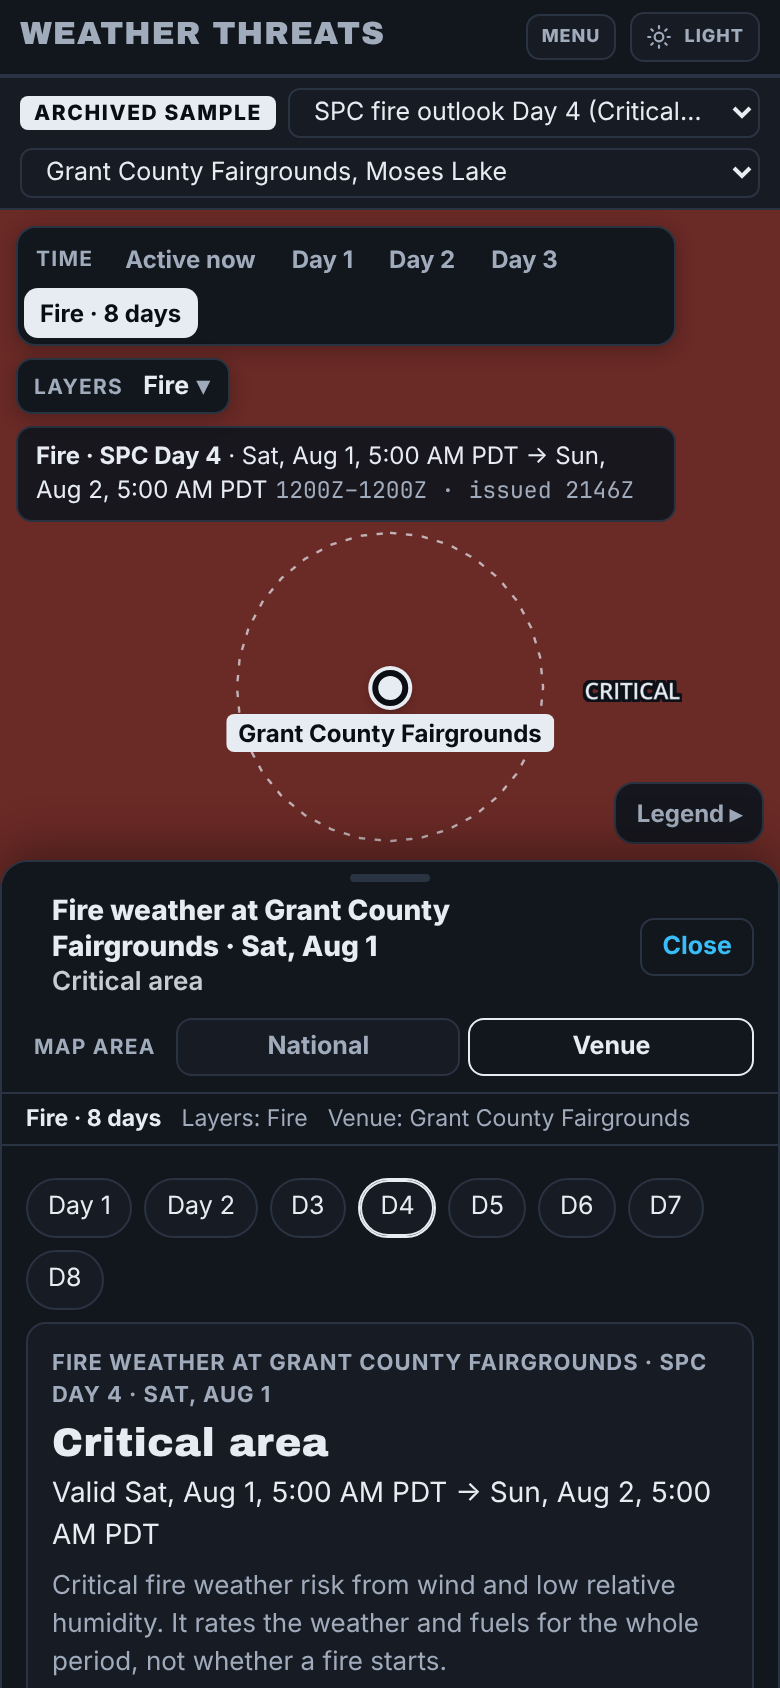 WEATHER THREATS
MENU
LIGHT
ARCHIVED SAMPLE
SPC fire outlook Day 4 (Critical...
Grant County Fairgrounds, Moses Lake
TIME Active now Day 1 Day 2 Day 3
Fire · 8 days
LAYERS Fire ▾
Fire · SPC Day 4 · Sat, Aug 1, 5:00 AM PDT → Sun,
Aug 2, 5:00 AM PDT 1200Z–1200Z · issued 2146Z
CRITICAL
Grant County Fairgrounds
Legend ▸
Fire weather at Grant County
Fairgrounds · Sat, Aug 1
Critical area
Close
MAP AREA National Venue
Fire · 8 days Layers: Fire Venue: Grant County Fairgrounds
Day 1 Day 2 D3 D4 D5 D6 D7
D8
FIRE WEATHER AT GRANT COUNTY FAIRGROUNDS · SPC
DAY 4 · SAT, AUG 1
Critical area
Valid Sat, Aug 1, 5:00 AM PDT → Sun, Aug 2, 5:00
AM PDT
Critical fire weather risk from wind and low relative
humidity. It rates the weather and fuels for the whole
period, not whether a fire starts.